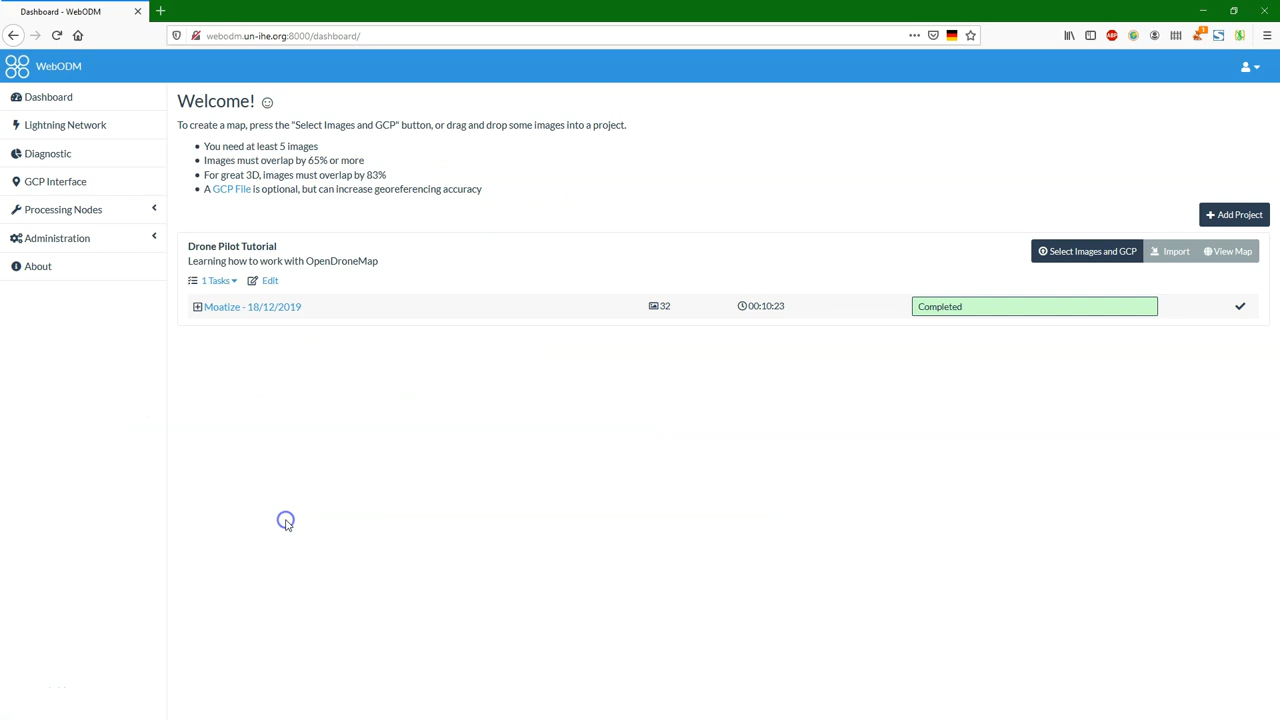 Dashboard - WebODM
webodm.un-ihe.org:8000/dashboard/
ABP
1
WebODM
Dashboard
Lightning Network
Diagnostic
GCP Interface
Processing Nodes
Administration
About
Welcome!
To create a map, press the "Select Images and GCP" button, or drag and drop some images into a project.
• You need at least 5 images
• Images must overlap by 65% or more
• For great 3D, images must overlap by 83%
• A GCP File is optional, but can increase georeferencing accuracy
Add Project
Drone Pilot Tutorial
Select Images and GCP Import View Map
Learning how to work with OpenDroneMap
1 Tasks Edit
Moatize - 18/12/2019 32 00:10:23 Completed